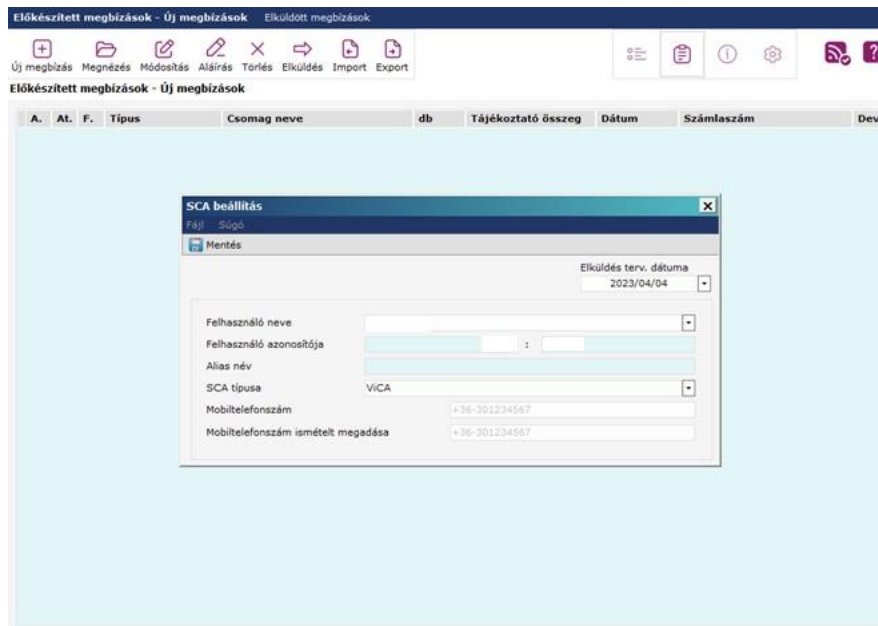 Előkészített megbízások - Új megbízások Elküldött megbízások
Új megbízás Megnézés Módosítás Aláírás Törlés Elküldés Import Export
Előkészített megbízások - Új megbízások
A. At. F. Típus Csomag neve db Tájékoztató összeg Dátum Számlaszám Dev
SCA beállítás
Fájl Súgó
Mentés
Elküldés terv. dátuma
2023/04/04
Felhasználó neve
Felhasználó azonosítója :
Alias név
SCA típusa ViCA
Mobiltelefonszám +36-301234567
Mobiltelefonszám ismételt megadása +36-301234567